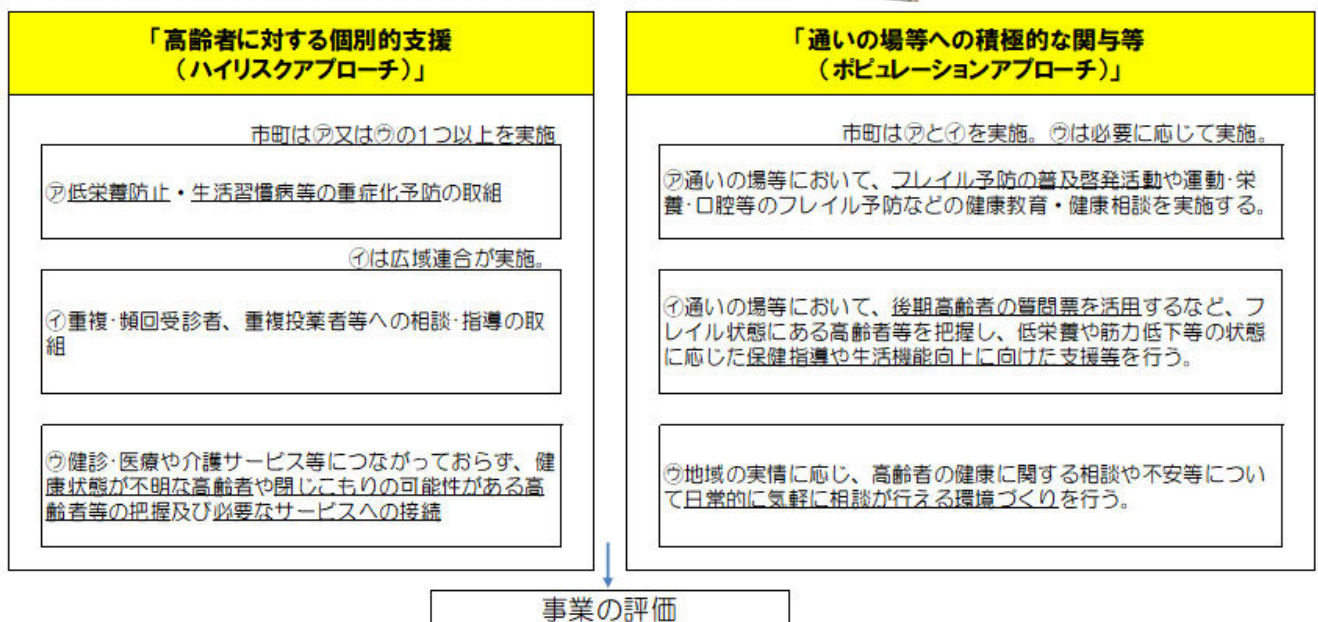 「高齢者に対する個別的支援
（ハイリスクアプローチ）」
市町は㋐又は㋒の1つ以上を実施
㋐低栄養防止・生活習慣病等の重症化予防の取組
㋑は広域連合が実施。
㋑重複･頻回受診者、重複投薬者等への相談･指導の取
組
㋒健診･医療や介護サービス等につながっておらず、健
康状態が不明な高齢者や閉じこもりの可能性がある高
齢者等の把握及び必要なサービスへの接続
「通いの場等への積極的な関与等
（ポピュレーションアプローチ）」
市町は㋐と㋑を実施。㋒は必要に応じて実施。
㋐通いの場等において、フレイル予防の普及啓発活動や運動･栄
養･口腔等のフレイル予防などの健康教育・健康相談を実施する。
㋑通いの場等において、後期高齢者の質問票を活用するなど、フ
レイル状態にある高齢者等を把握し、低栄養や筋力低下等の状態
に応じた保健指導や生活機能向上に向けた支援等を行う。
㋒地域の実情に応じ、高齢者の健康に関する相談や不安等につい
て日常的に気軽に相談が行える環境づくりを行う。
事業の評価